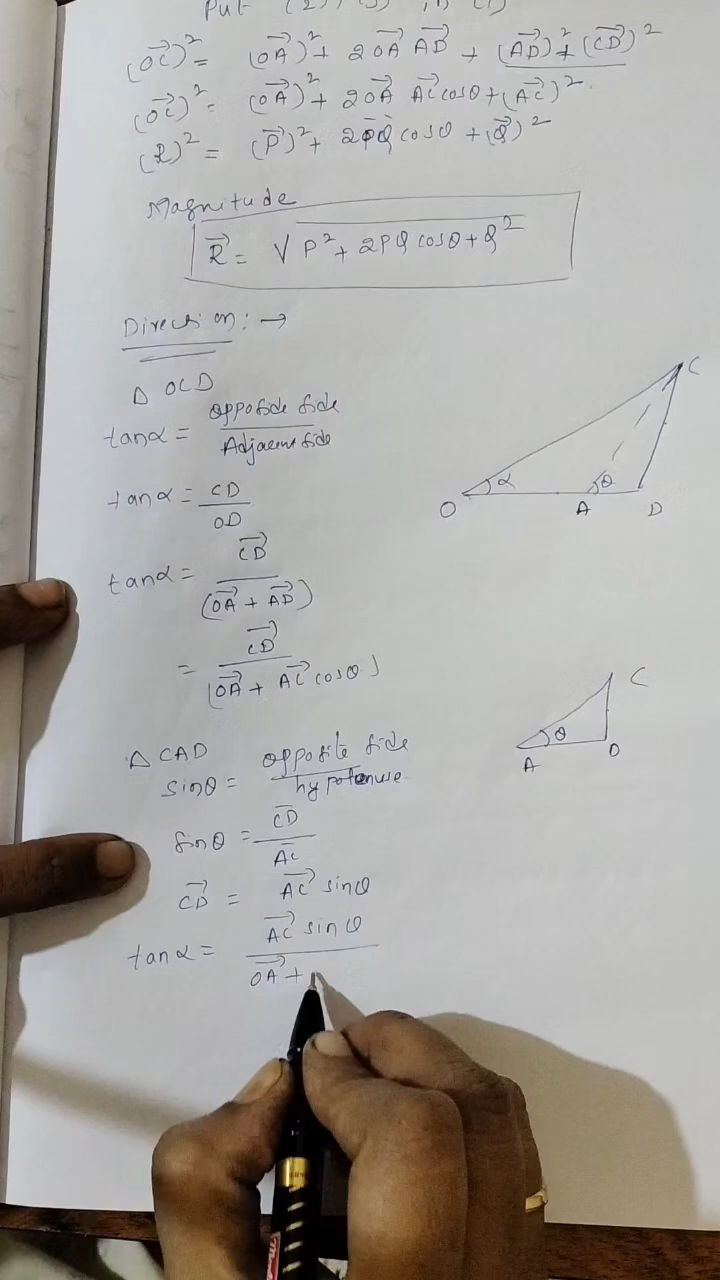 Put (2), (3) in (1)
(OC⃗)² = (OA⃗)² + 2OA⃗ AD⃗ + (AD⃗)² + (CD⃗)²
(OC⃗)² = (OA⃗)² + 2OA⃗ AC⃗ cosθ + (AC⃗)².
(R)² = (P⃗)² + 2PQ cosθ + (Q⃗)²
Magnitude
R⃗ = √P² + 2PQ cosθ + Q²
Direction: →
Δ OCD
tanα = opposide side / Adjacent side
C
tanα = CD / OD
α θ
O A D
tanα = CD⃗ / (OA⃗ + AD⃗)
= CD⃗ / (OA⃗ + AC⃗ cosθ)
C
θ
A D
Δ CAD
sinθ = opposite side / hypotenuse
sinθ = CD / AC
CD⃗ = AC⃗ sinθ
tanα = AC⃗ sinθ / OA⃗ +